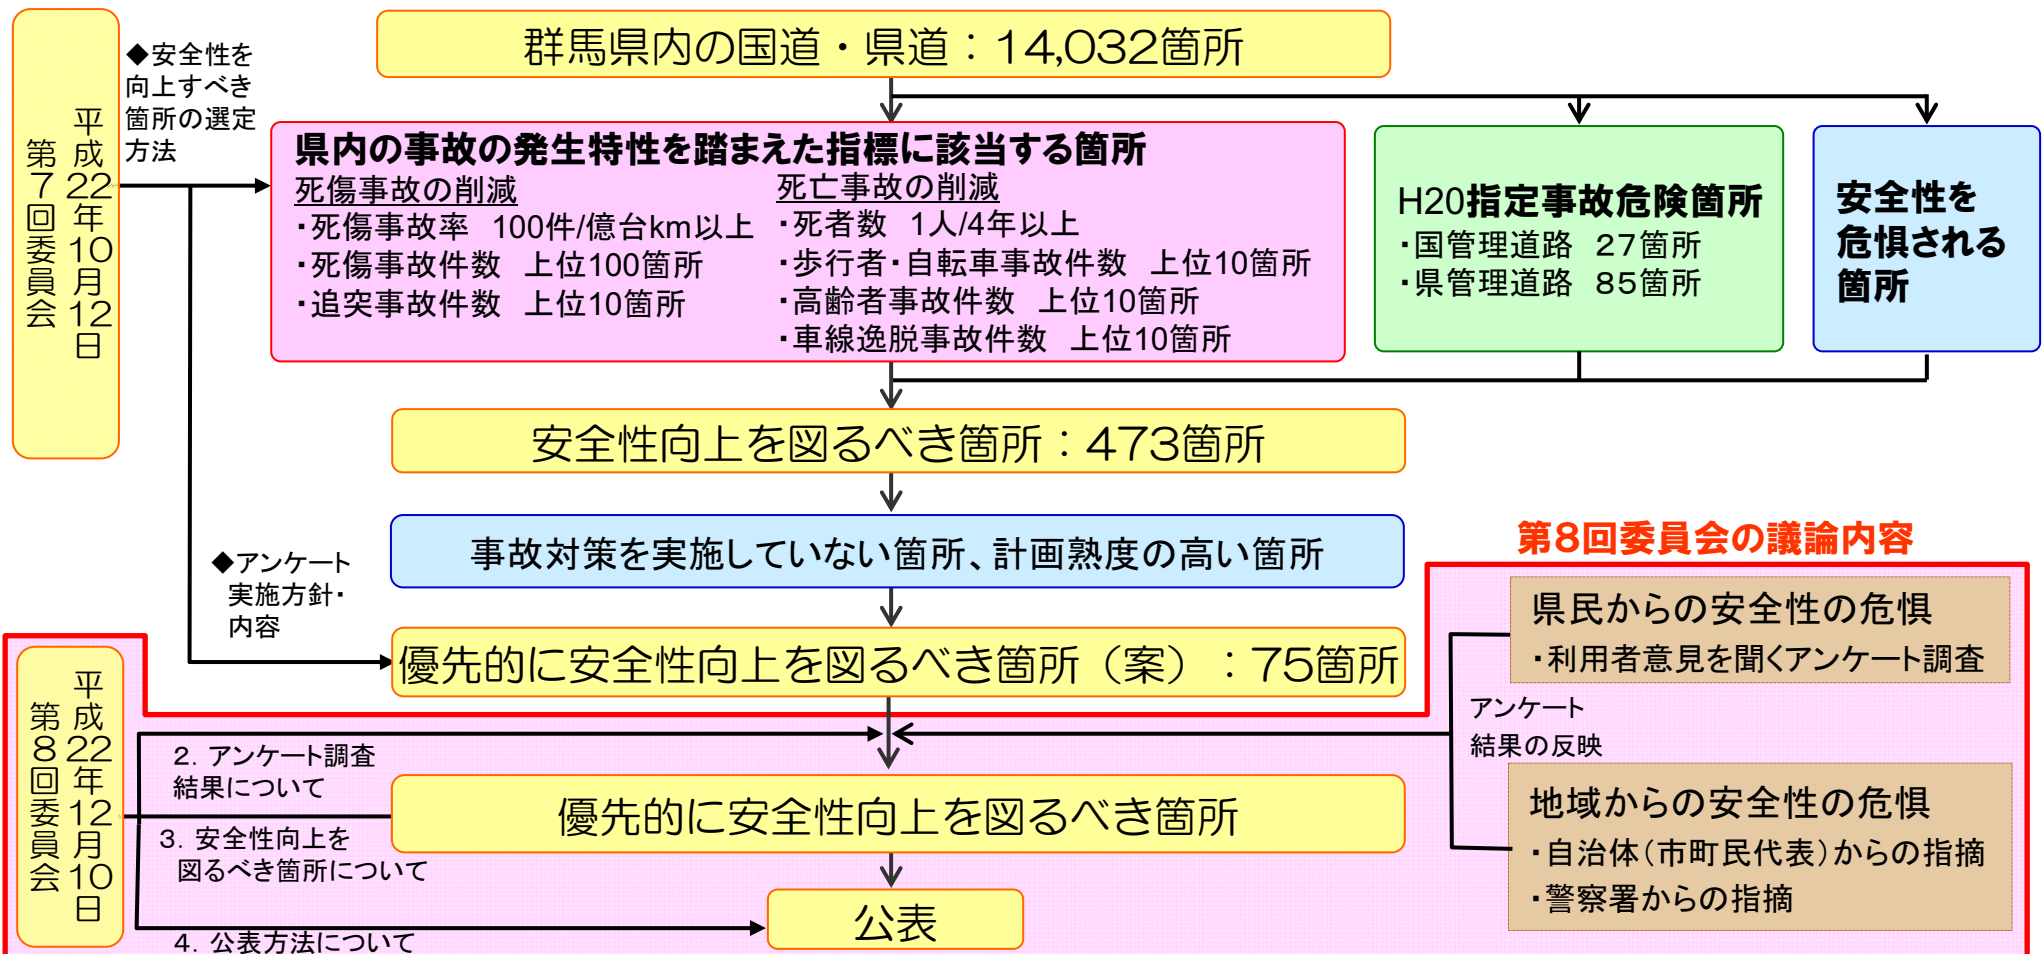 平成22年10月12日
第7回委員会
◆安全性を
向上すべき
箇所の選定
方法
群馬県内の国道・県道：14,032箇所
県内の事故の発生特性を踏まえた指標に該当する箇所
死傷事故の削減
・死傷事故率 100件/億台km以上
・死傷事故件数 上位100箇所
・追突事故件数 上位10箇所
死亡事故の削減
・死者数 1人/4年以上
・歩行者・自転車事故件数 上位10箇所
・高齢者事故件数 上位10箇所
・車線逸脱事故件数 上位10箇所
H20指定事故危険箇所
・国管理道路 27箇所
・県管理道路 85箇所
安全性を
危惧される
箇所
安全性向上を図るべき箇所：473箇所
事故対策を実施していない箇所、計画熟度の高い箇所
◆アンケート
実施方針・
内容
優先的に安全性向上を図るべき箇所（案）：75箇所
第8回委員会の議論内容
県民からの安全性の危惧
・利用者意見を聞くアンケート調査
アンケート
結果の反映
地域からの安全性の危惧
・自治体（市町民代表）からの指摘
・警察署からの指摘
平成22年12月10日
第8回委員会
2．アンケート調査
結果について
優先的に安全性向上を図るべき箇所
3．安全性向上を
図るべき箇所について
公表
4．公表方法について